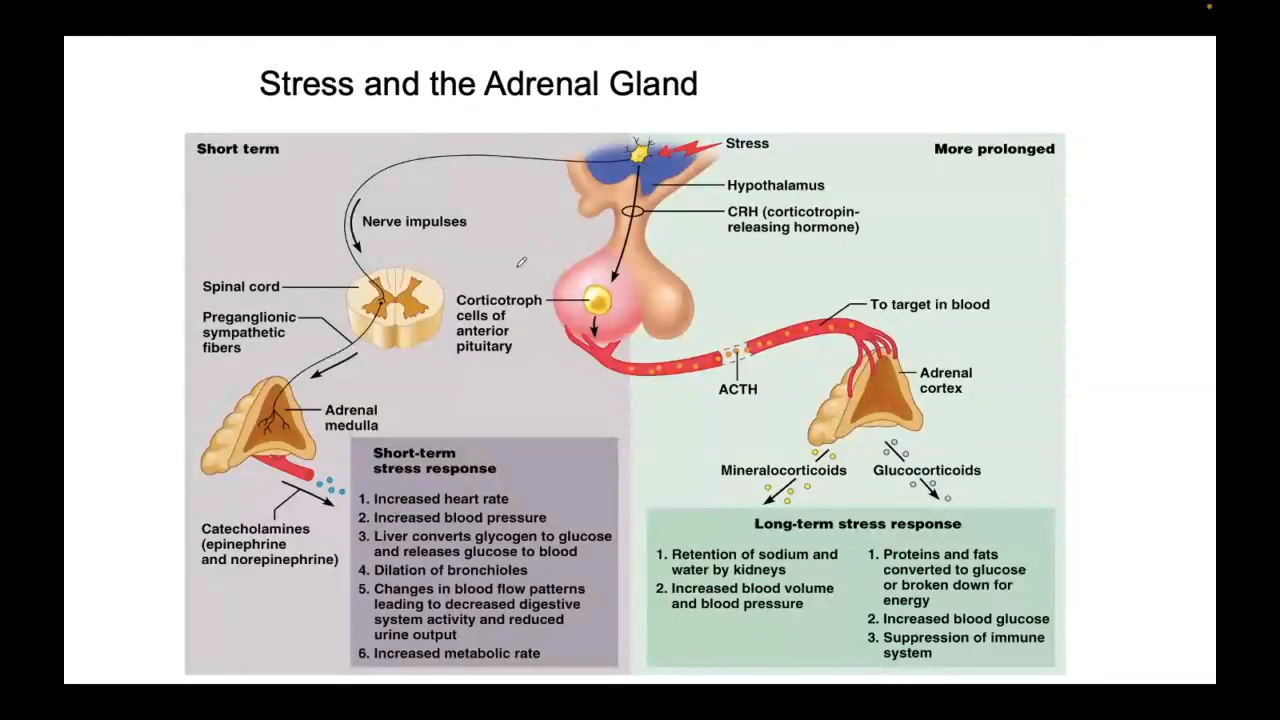 Stress and the Adrenal Gland
Short term
Stress
More prolonged
Hypothalamus
CRH (corticotropin-
releasing hormone)
Nerve impulses
Spinal cord
Preganglionic
sympathetic
fibers
Corticotroph
cells of
anterior
pituitary
To target in blood
ACTH
Adrenal
cortex
Adrenal
medulla
Catecholamines
(epinephrine
and norepinephrine)
Short-term
stress response
1. Increased heart rate
2. Increased blood pressure
3. Liver converts glycogen to glucose
and releases glucose to blood
4. Dilation of bronchioles
5. Changes in blood flow patterns
leading to decreased digestive
system activity and reduced
urine output
6. Increased metabolic rate
Mineralocorticoids
Glucocorticoids
Long-term stress response
1. Retention of sodium and
water by kidneys
2. Increased blood volume
and blood pressure
1. Proteins and fats
converted to glucose
or broken down for
energy
2. Increased blood glucose
3. Suppression of immune
system